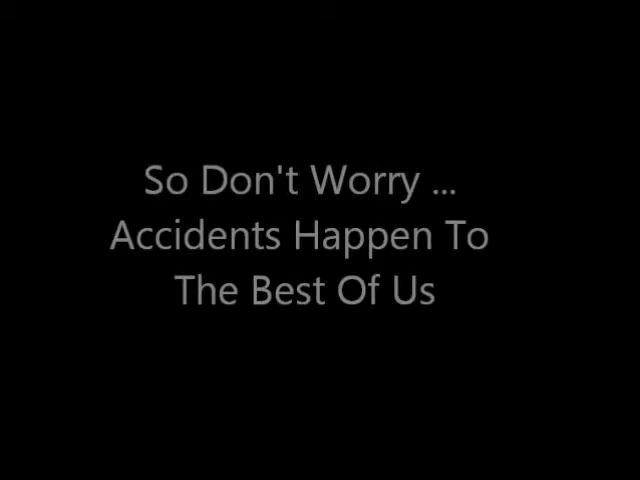 So Don't Worry ...
Accidents Happen To
The Best Of Us